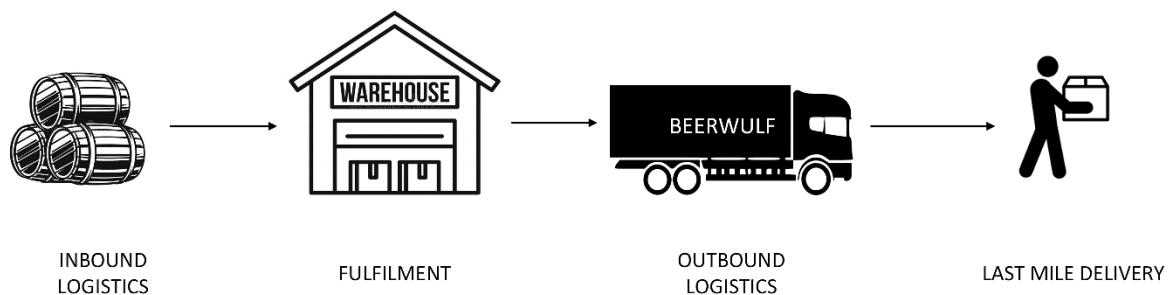 WAREHOUSE
BEERWULF
INBOUND
LOGISTICS
FULFILMENT
OUTBOUND
LOGISTICS
LAST MILE DELIVERY